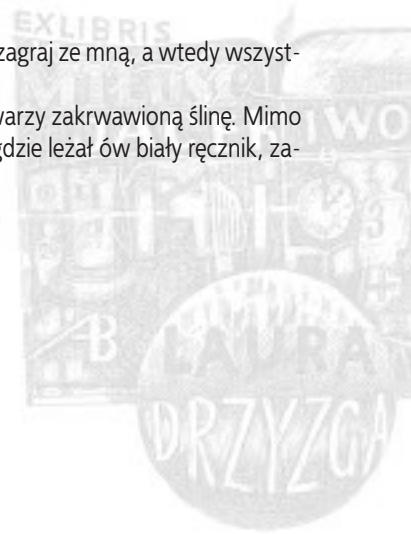 EXLIBRIS
zagraj ze mną, a wtedy wszyst-
warzy zakrwawioną ślinę. Mimo
gdzie leżał ów biały ręcznik, za-
B
LAURA
DRZYZGA